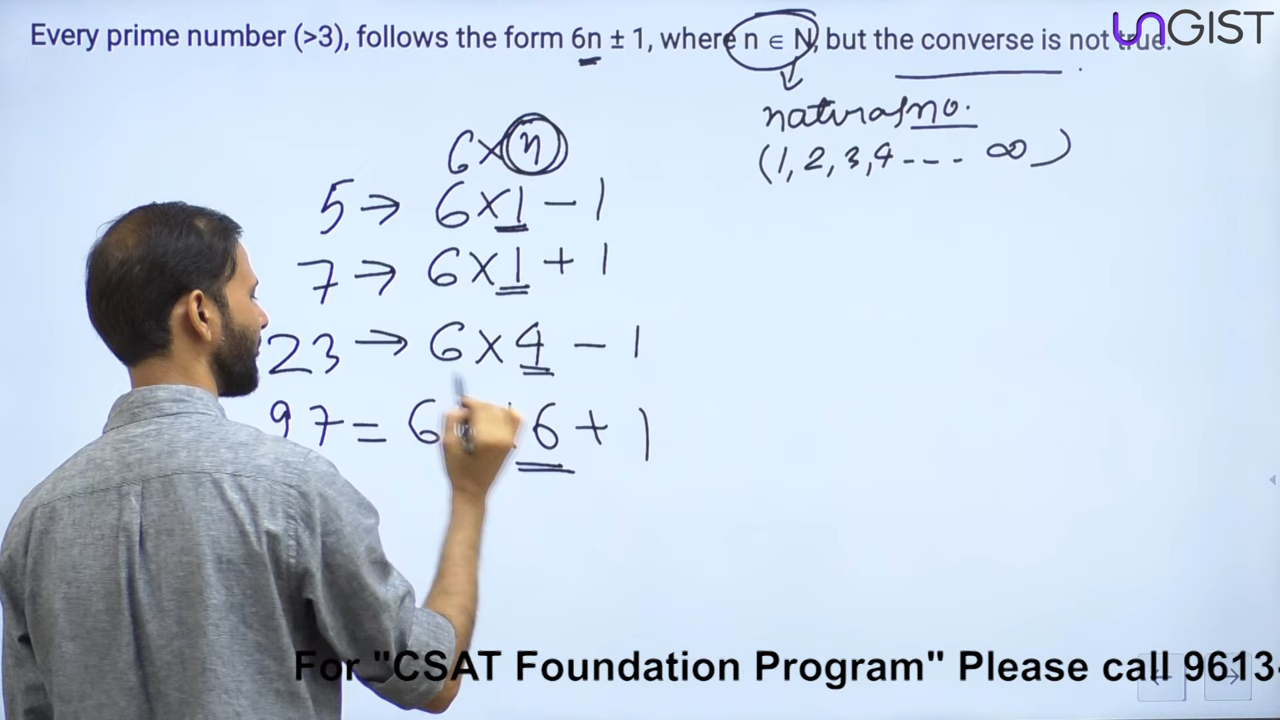 Every prime number (>3), follows the form 6n ± 1, where n ∈ N, but the converse is not true.
UNGIST
natural no.
(1, 2, 3, 4 --- ∞)
6×n
5 → 6×1 - 1
7 → 6×1 + 1
23 → 6×4 - 1
97 = 6 6 + 1
For "CSAT Foundation Program" Please call 9613-